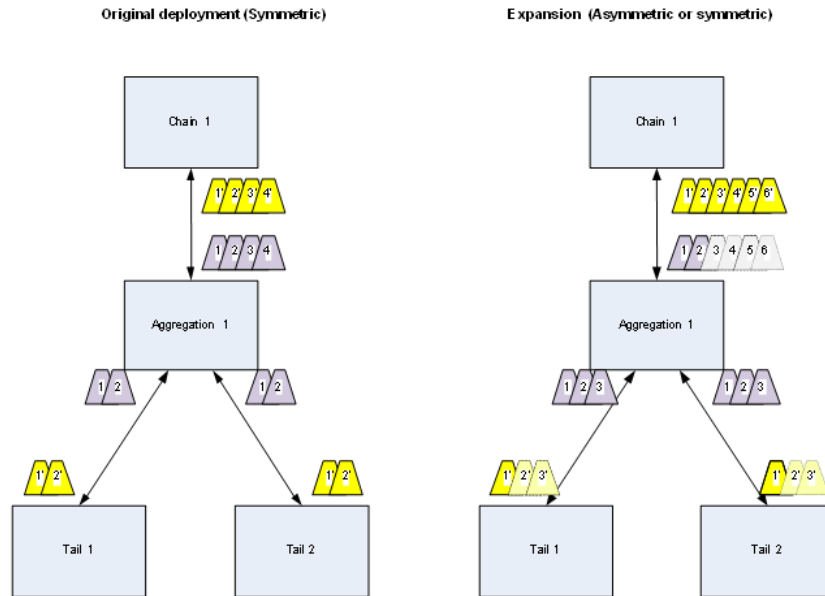 Original deployment (Symmetric)
Expansion (Asymmetric or symmetric)
Chain 1
Chain 1
1' 2' 3' 4'
1' 2' 3' 4' 5' 6'
1 2 3 4
1 2 3 4 5 6
Aggregation 1
Aggregation 1
1 2
1 2
1 2 3
1 2 3
1' 2'
1' 2'
1' 2' 3'
1' 2' 3'
Tail 1
Tail 2
Tail 1
Tail 2